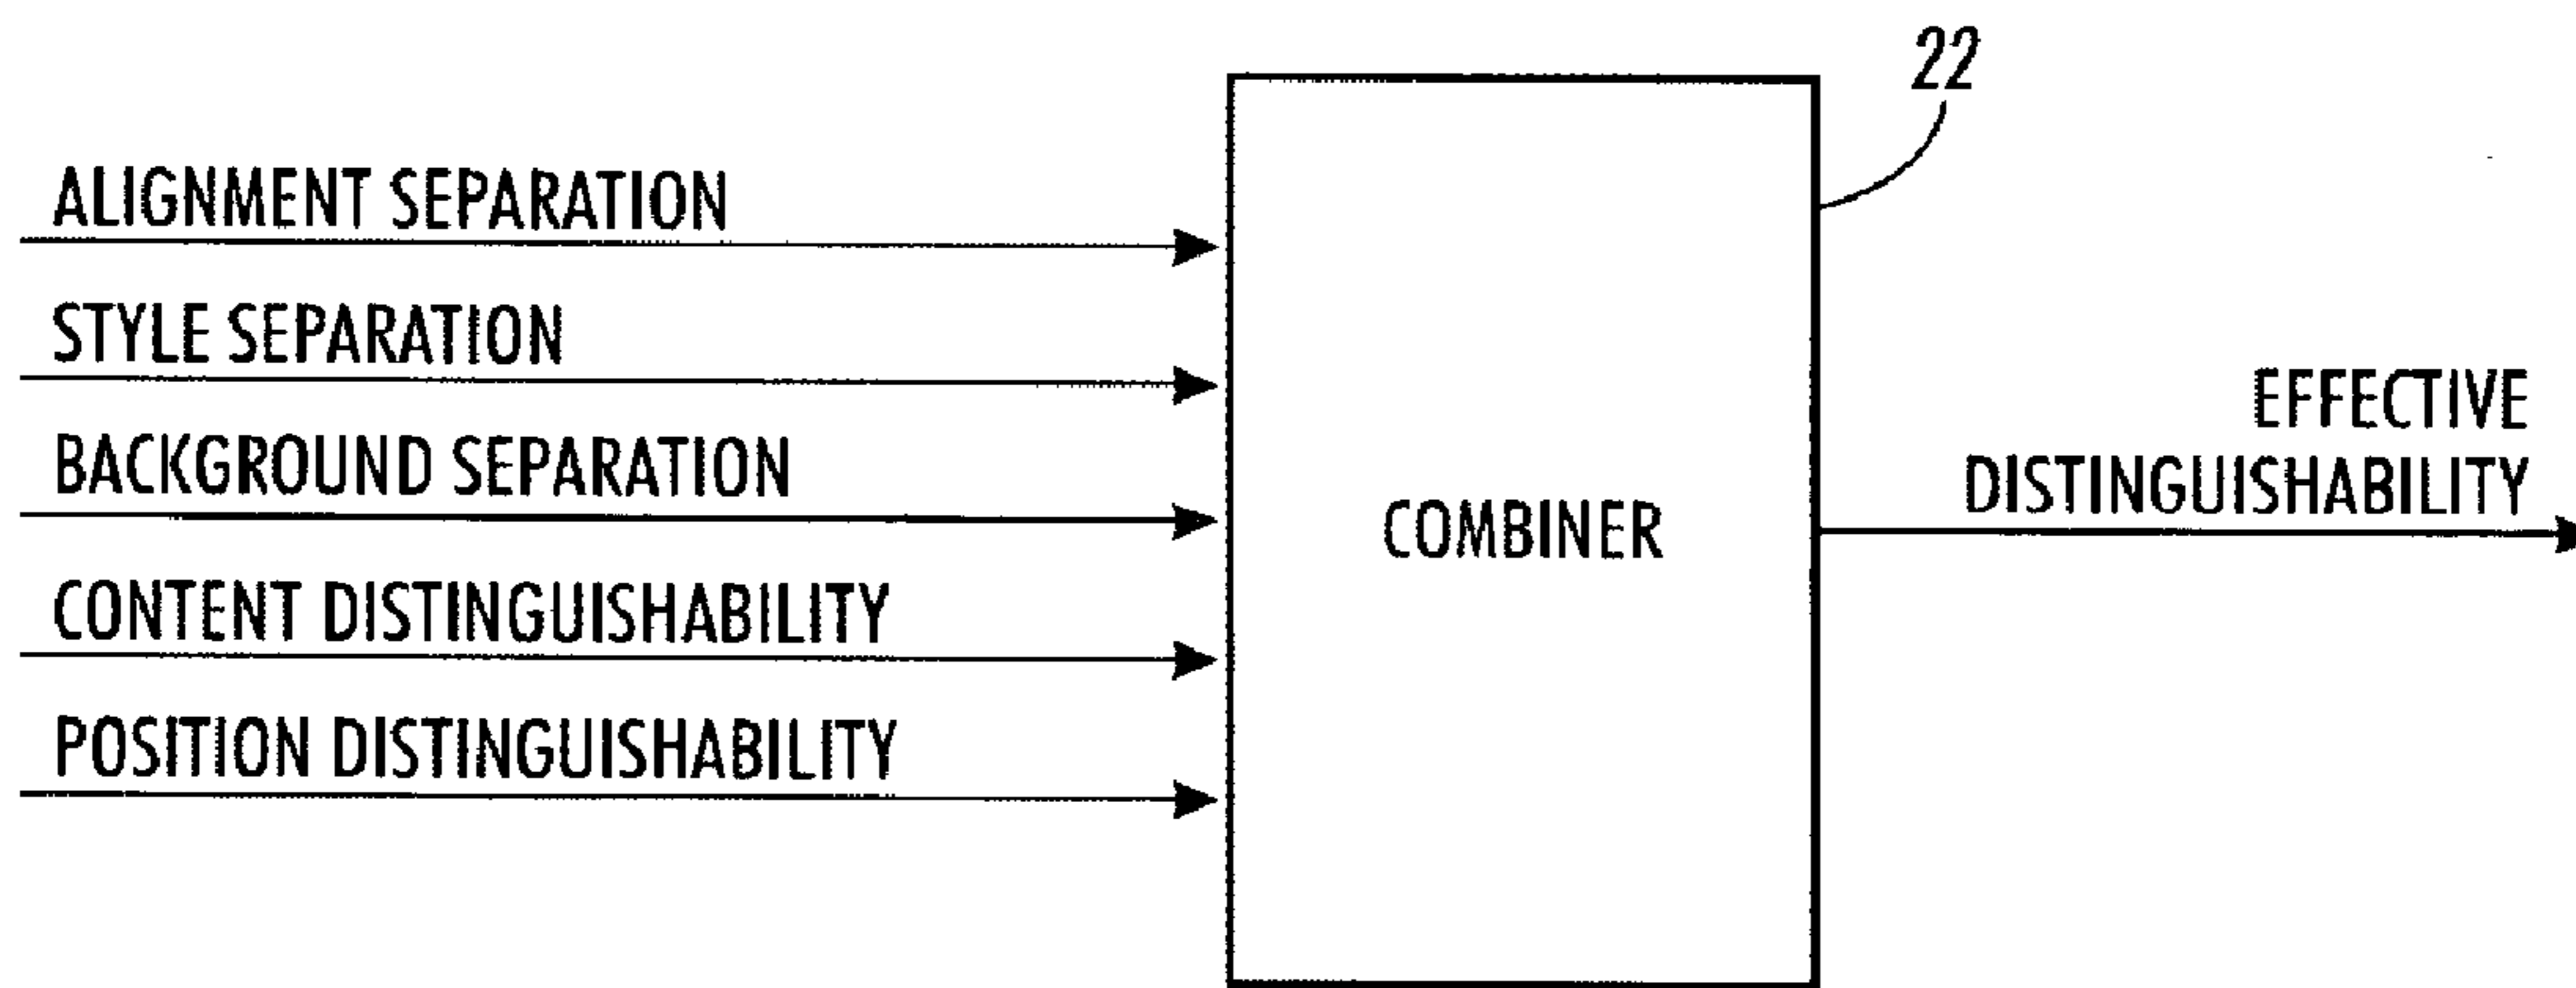 22
ALIGNMENT SEPARATION
STYLE SEPARATION
BACKGROUND SEPARATION
CONTENT DISTINGUISHABILITY
POSITION DISTINGUISHABILITY
COMBINER
EFFECTIVE
DISTINGUISHABILITY